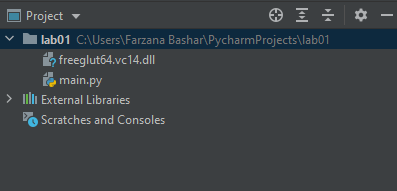 Project
lab01 C:\Users\Farzana Bashar\PycharmProjects\lab01
freeglut64.vc14.dll
main.py
External Libraries
Scratches and Consoles